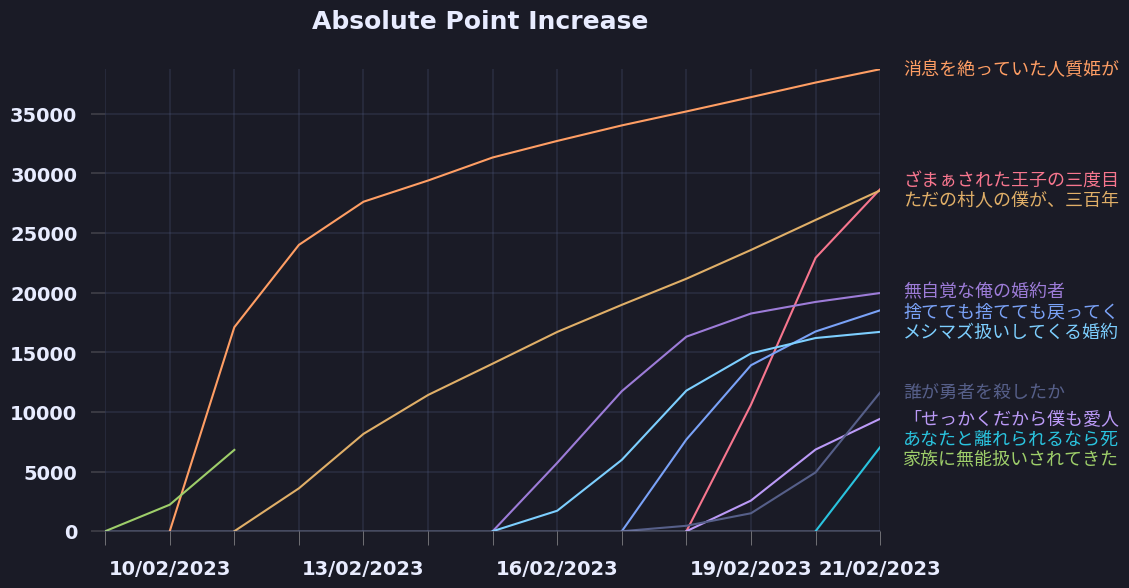 Absolute Point Increase
消息を絶っていた人質姫が
35000
30000
ざまぁされた王子の三度目
ただの村人の僕が、三百年
25000
20000
無自覚な俺の婚約者
捨てても捨てても戻ってく
メシマズ扱いしてくる婚約
15000
誰が勇者を殺したか
10000
「せっかくだから僕も愛人
あなたと離れられるなら死
家族に無能扱いされてきた
5000
0
10/02/2023 13/02/2023 16/02/2023 19/02/2023 21/02/2023